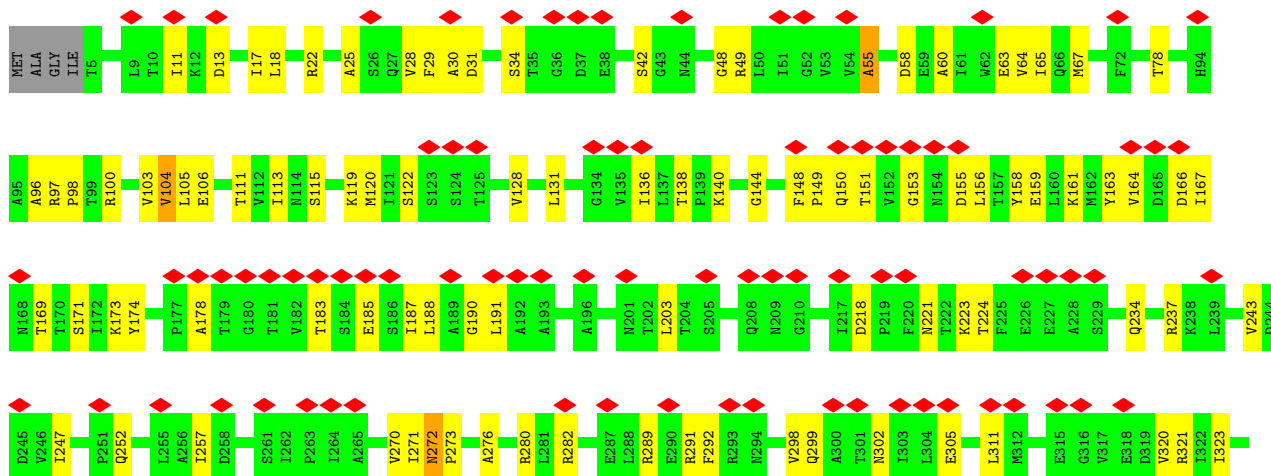 MET ALA GLY ILE T5 L9 T10 I11 K12 D13 I17 L18 R22 A25 S26 Q27 V28 F29 A30 D31 S34 T35 G36 D37 E38 S42 G43 N44 G48 R49 L50 I51 G52 V53 V54 A55 D58 E59 A60 I61 W62 E63 V64 I65 Q66 M67 F72 T78 H94
A95 A96 R97 P98 T99 R100 V103 V104 L105 E106 T111 V112 I113 N114 S115 K119 M120 I121 S122 S123 S124 T125 V128 L131 G134 V135 I136 L137 T138 P139 K140 G144 F148 P149 Q150 T151 V152 G153 N154 D155 L156 T157 Y158 E159 L160 K161 M162 Y163 V164 D165 D166 I167
N168 T169 T170 S171 I172 K173 Y174 P177 A178 T179 G180 T181 V182 T183 S184 E185 S186 I187 L188 A189 G190 L191 A192 A193 A196 N201 T202 L203 T204 S205 Q208 N209 G210 I217 D218 P219 F220 N221 T222 K223 T224 F225 E226 E227 A228 S229 Q234 R237 K238 L239 V243 D244
D245 V246 I247 P251 Q252 L255 A256 I257 D258 S261 I262 P263 I264 A265 V270 I271 N272 P273 A276 R280 L281 R282 E287 L288 R289 E290 R291 F292 R293 N294 V298 Q299 A300 T301 N302 I303 L304 E305 L311 M312 E315 G316 V317 E318 D319 V320 R321 I322 I323